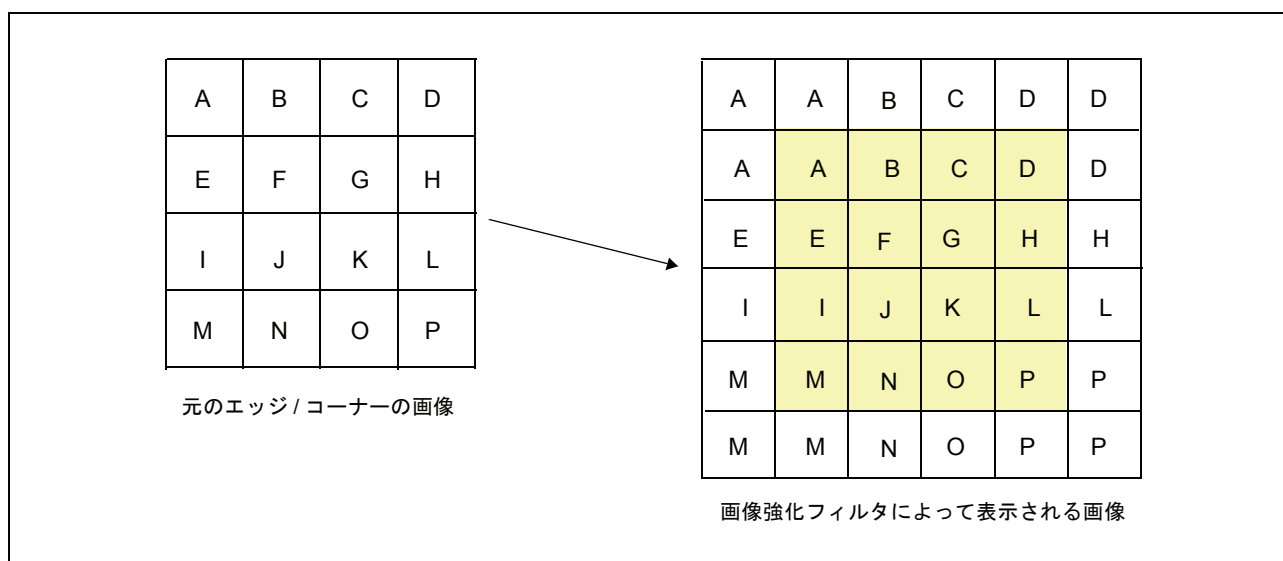 A B C D
E F G H
I J K L
M N O P
元のエッジ / コーナーの画像
A A B C D D
A A B C D D
E E F G H H
I I J K L L
M M N O P P
M M N O P P
画像強化フィルタによって表示される画像